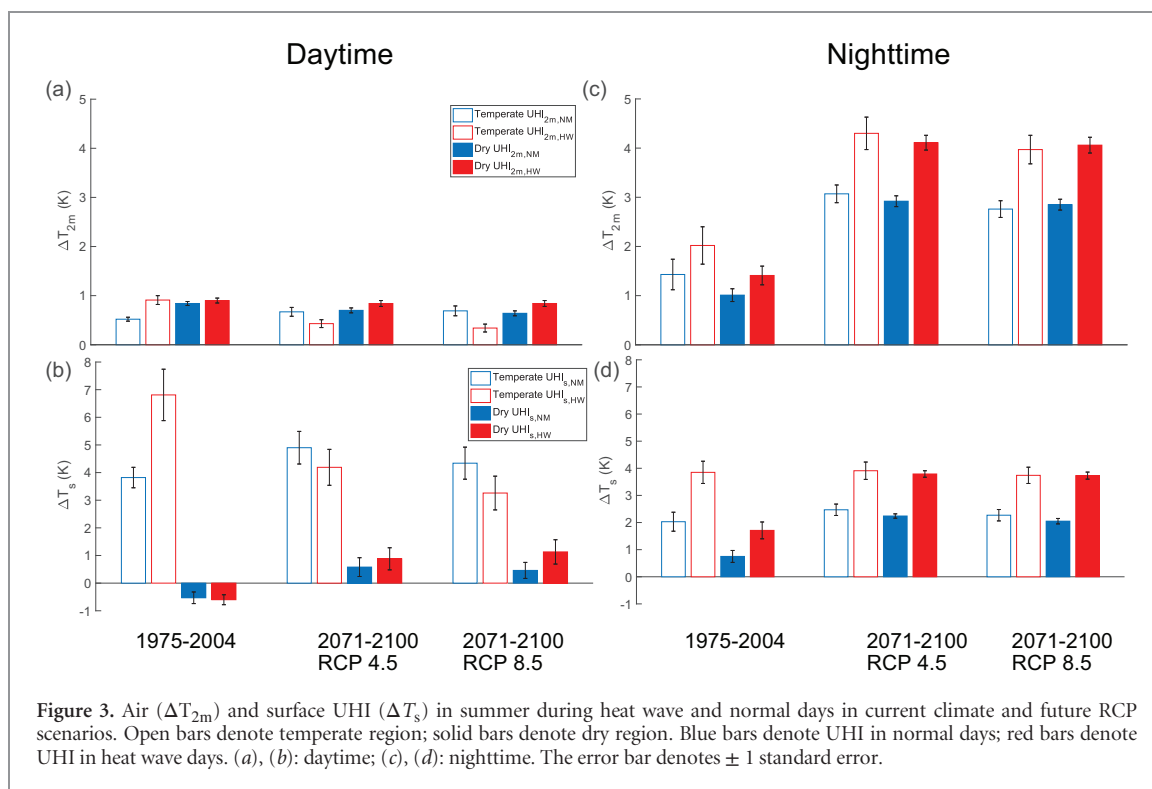 Daytime
Nighttime
(a)
5
4
3
2
1
0
ΔT2m (K)
Temperate UHI2m,NM
Temperate UHI2m,HW
Dry UHI2m,NM
Dry UHI2m,HW
(c)
5
4
3
2
1
0
ΔT2m (K)
(b)
8
7
6
5
4
3
2
1
0
-1
ΔTs (K)
Temperate UHIs,NM
Temperate UHIs,HW
Dry UHIs,NM
Dry UHIs,HW
(d)
8
7
6
5
4
3
2
1
0
-1
ΔTs (K)
1975-2004
2071-2100
RCP 4.5
2071-2100
RCP 8.5
1975-2004
2071-2100
RCP 4.5
2071-2100
RCP 8.5
Figure 3. Air (ΔT2m) and surface UHI (ΔTs) in summer during heat wave and normal days in current climate and future RCP
scenarios. Open bars denote temperate region; solid bars denote dry region. Blue bars denote UHI in normal days; red bars denote
UHI in heat wave days. (a), (b): daytime; (c), (d): nighttime. The error bar denotes ± 1 standard error.